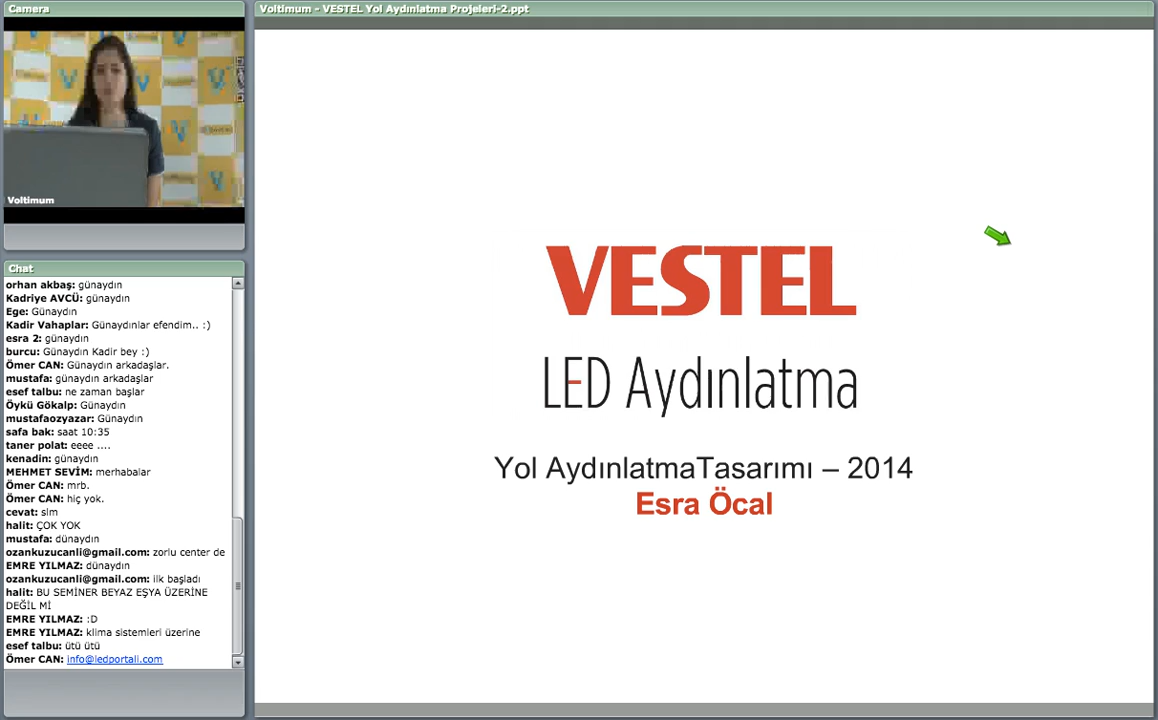 Camera
Voltimum
Chat
orhan akbaş: günaydın
Kadriye AVCÜ: günaydın
Ege: Günaydın
Kadir Vahaplar: Günaydınlar efendim.. :)
esra 2: günaydın
burcu: Günaydın Kadir bey :)
Ömer CAN: Günaydın arkadaşlar.
mustafa: günaydın arkadaşlar
esef talbu: ne zaman başlar
Öykü Gökalp: Günaydın
mustafaozyazar: Günaydın
safa bak: saat 10:35
taner polat: eeee ....
kenadin: günaydın
MEHMET SEVİM: merhabalar
Ömer CAN: mrb.
Ömer CAN: hiç yok.
cevat: slm
halit: ÇOK YOK
mustafa: dünaydın
ozankuzucanli@gmail.com: zorlu center de
EMRE YILMAZ: dünaydın
ozankuzucanli@gmail.com: ilk başladı
halit: BU SEMİNER BEYAZ EŞYA ÜZERİNE
DEĞİL Mİ
EMRE YILMAZ: :D
EMRE YILMAZ: klima sistemleri üzerine
esef talbu: ütü ütü
Ömer CAN: info@ledportali.com
Voltimum - VESTEL Yol Aydınlatma Projeleri-2.ppt
VESTEL
LED Aydınlatma
Yol AydınlatmaTasarımı – 2014
Esra Öcal